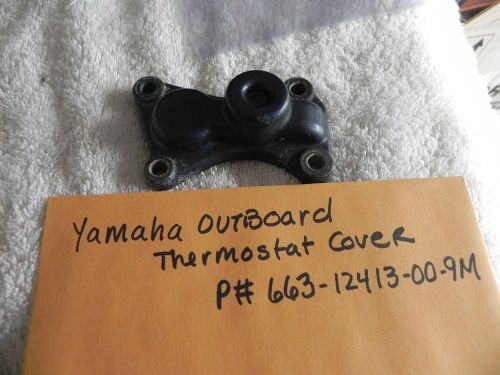 Yamaha OUTBOARD
Thermostat Cover
P# 663-12413-00-9M